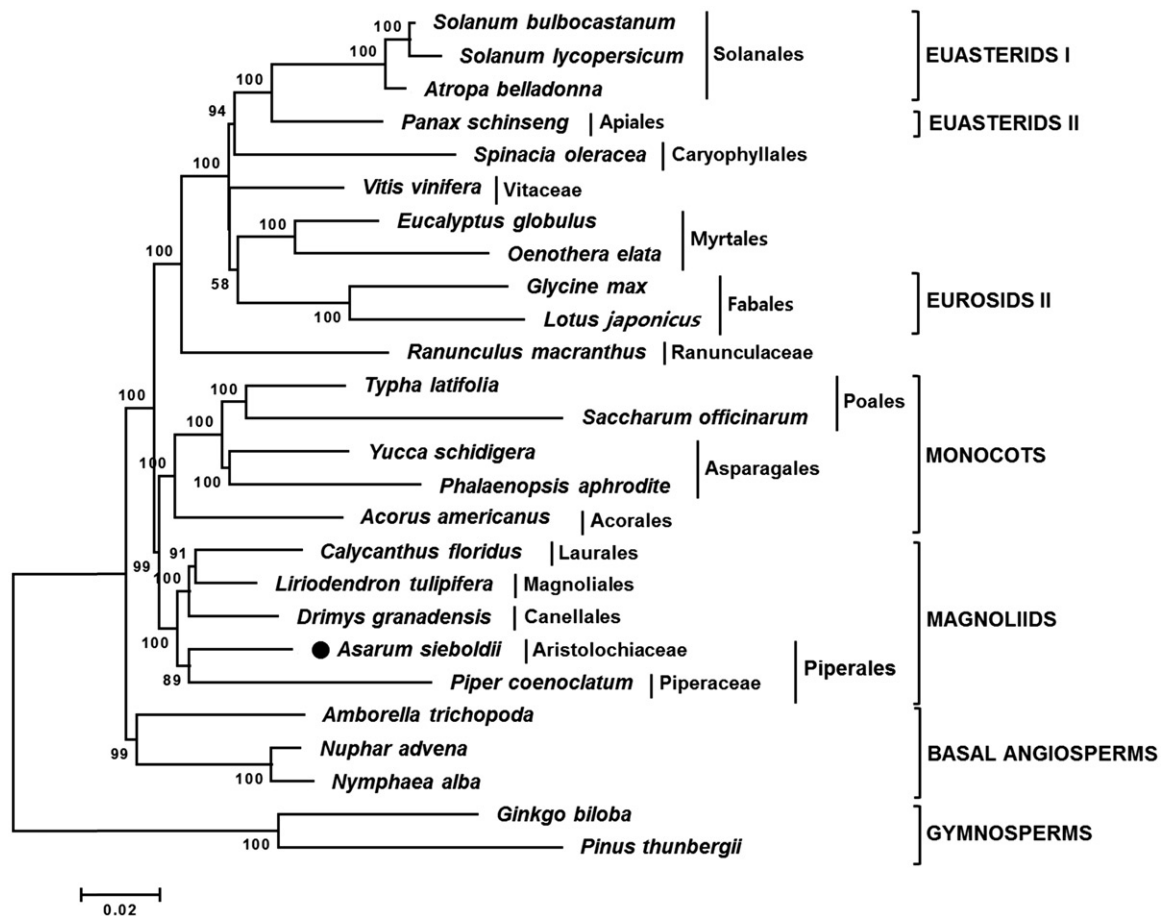 100 Solanum bulbocastanum
100 Solanum lycopersicum Solanales EUASTERIDS I
100 Atropa belladonna
94 Panax schinseng Apiales EUASTERIDS II
100 Spinacia oleracea Caryophyllales
Vitis vinifera Vitaceae
100 Eucalyptus globulus Myrtales
100 Oenothera elata
58 Glycine max Fabales EUROSIDS II
100 Lotus japonicus
Ranunculus macranthus Ranunculaceae
100 100 Typha latifolia Poales
100 Saccharum officinarum MONOCOTS
100 Yucca schidigera Asparagales
100 Phalaenopsis aphrodite
Acorus americanus Acorales
91 Calycanthus floridus Laurales
99 100 Liriodendron tulipifera Magnoliales
Drimys granadensis Canellales MAGNOLIIDS
100 Asarum sieboldii Aristolochiaceae Piperales
89 Piper coenoclatum Piperaceae
Amborella trichopoda
99 Nuphar advena BASAL ANGIOSPERMS
100 Nymphaea alba
Ginkgo biloba GYMNOSPERMS
100 Pinus thunbergii
0.02